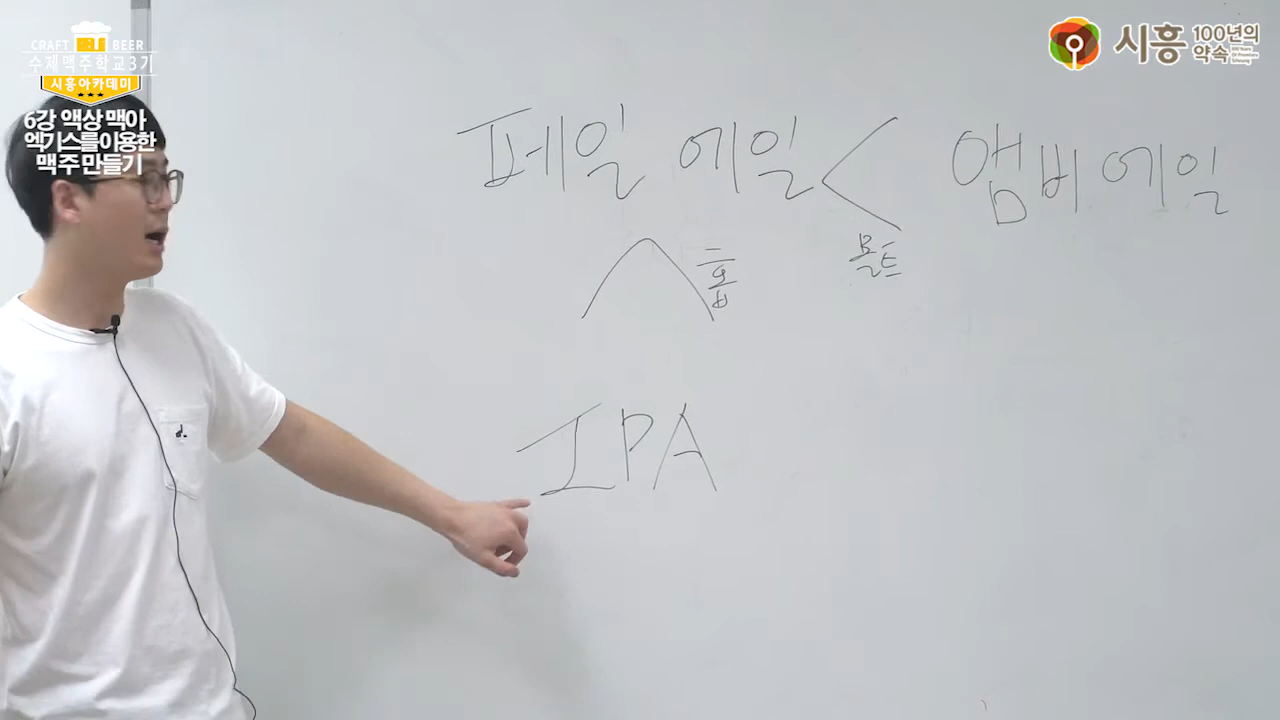 CRAFT BEER
수제맥주학교3기
시흥아카데미
6강 액상 맥아
엑기스를이용한
맥주 만들기
시흥 100년의
약속
페일 에일 < 앰버 에일
홉
몰트
IPA
d.